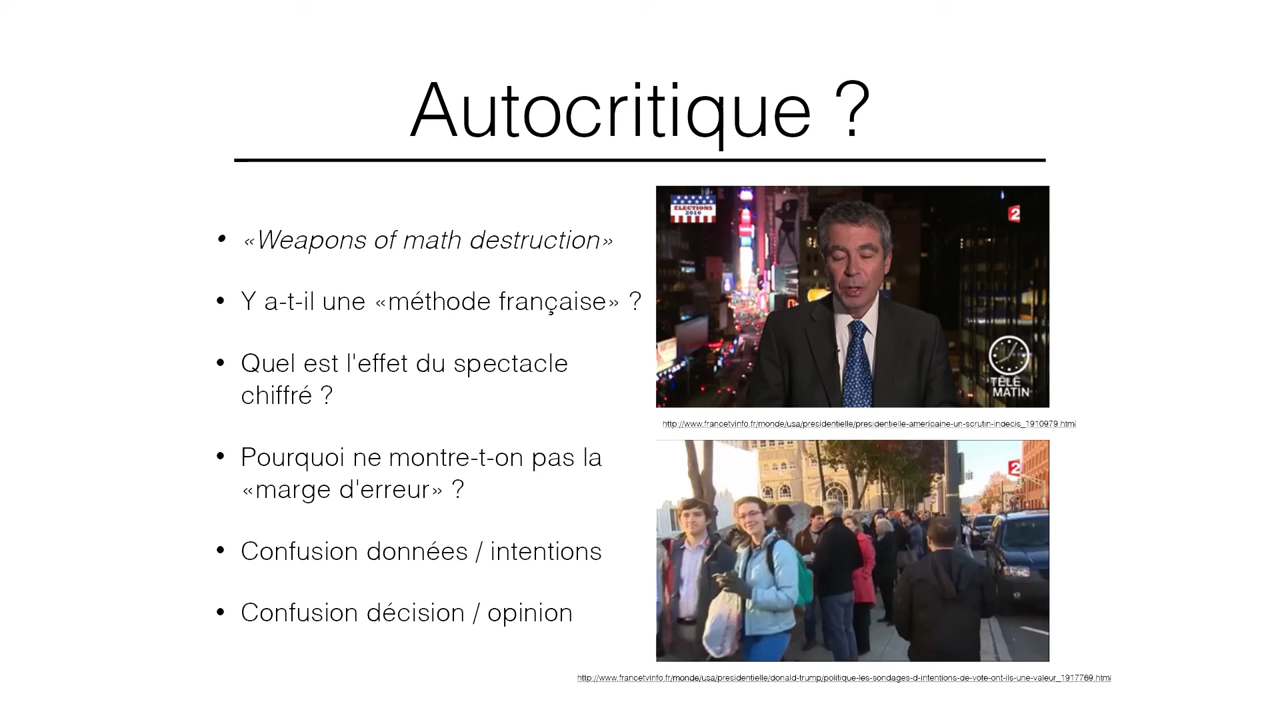 Autocritique ?
• «Weapons of math destruction»
• Y a-t-il une «méthode française» ?
• Quel est l'effet du spectacle
chiffré ?
• Pourquoi ne montre-t-on pas la
«marge d'erreur» ?
• Confusion données / intentions
• Confusion décision / opinion
ELECTIONS
2016
2
TÉLÉ
MATIN
http://www.francetvinfo.fr/monde/usa/presidentielle/presidentielle-americaine-un-scrutin-indecis_1910979.html
2
http://www.francetvinfo.fr/monde/usa/presidentielle/donald-trump/politique-les-sondages-d-intentions-de-vote-ont-ils-une-valeur_1917769.html